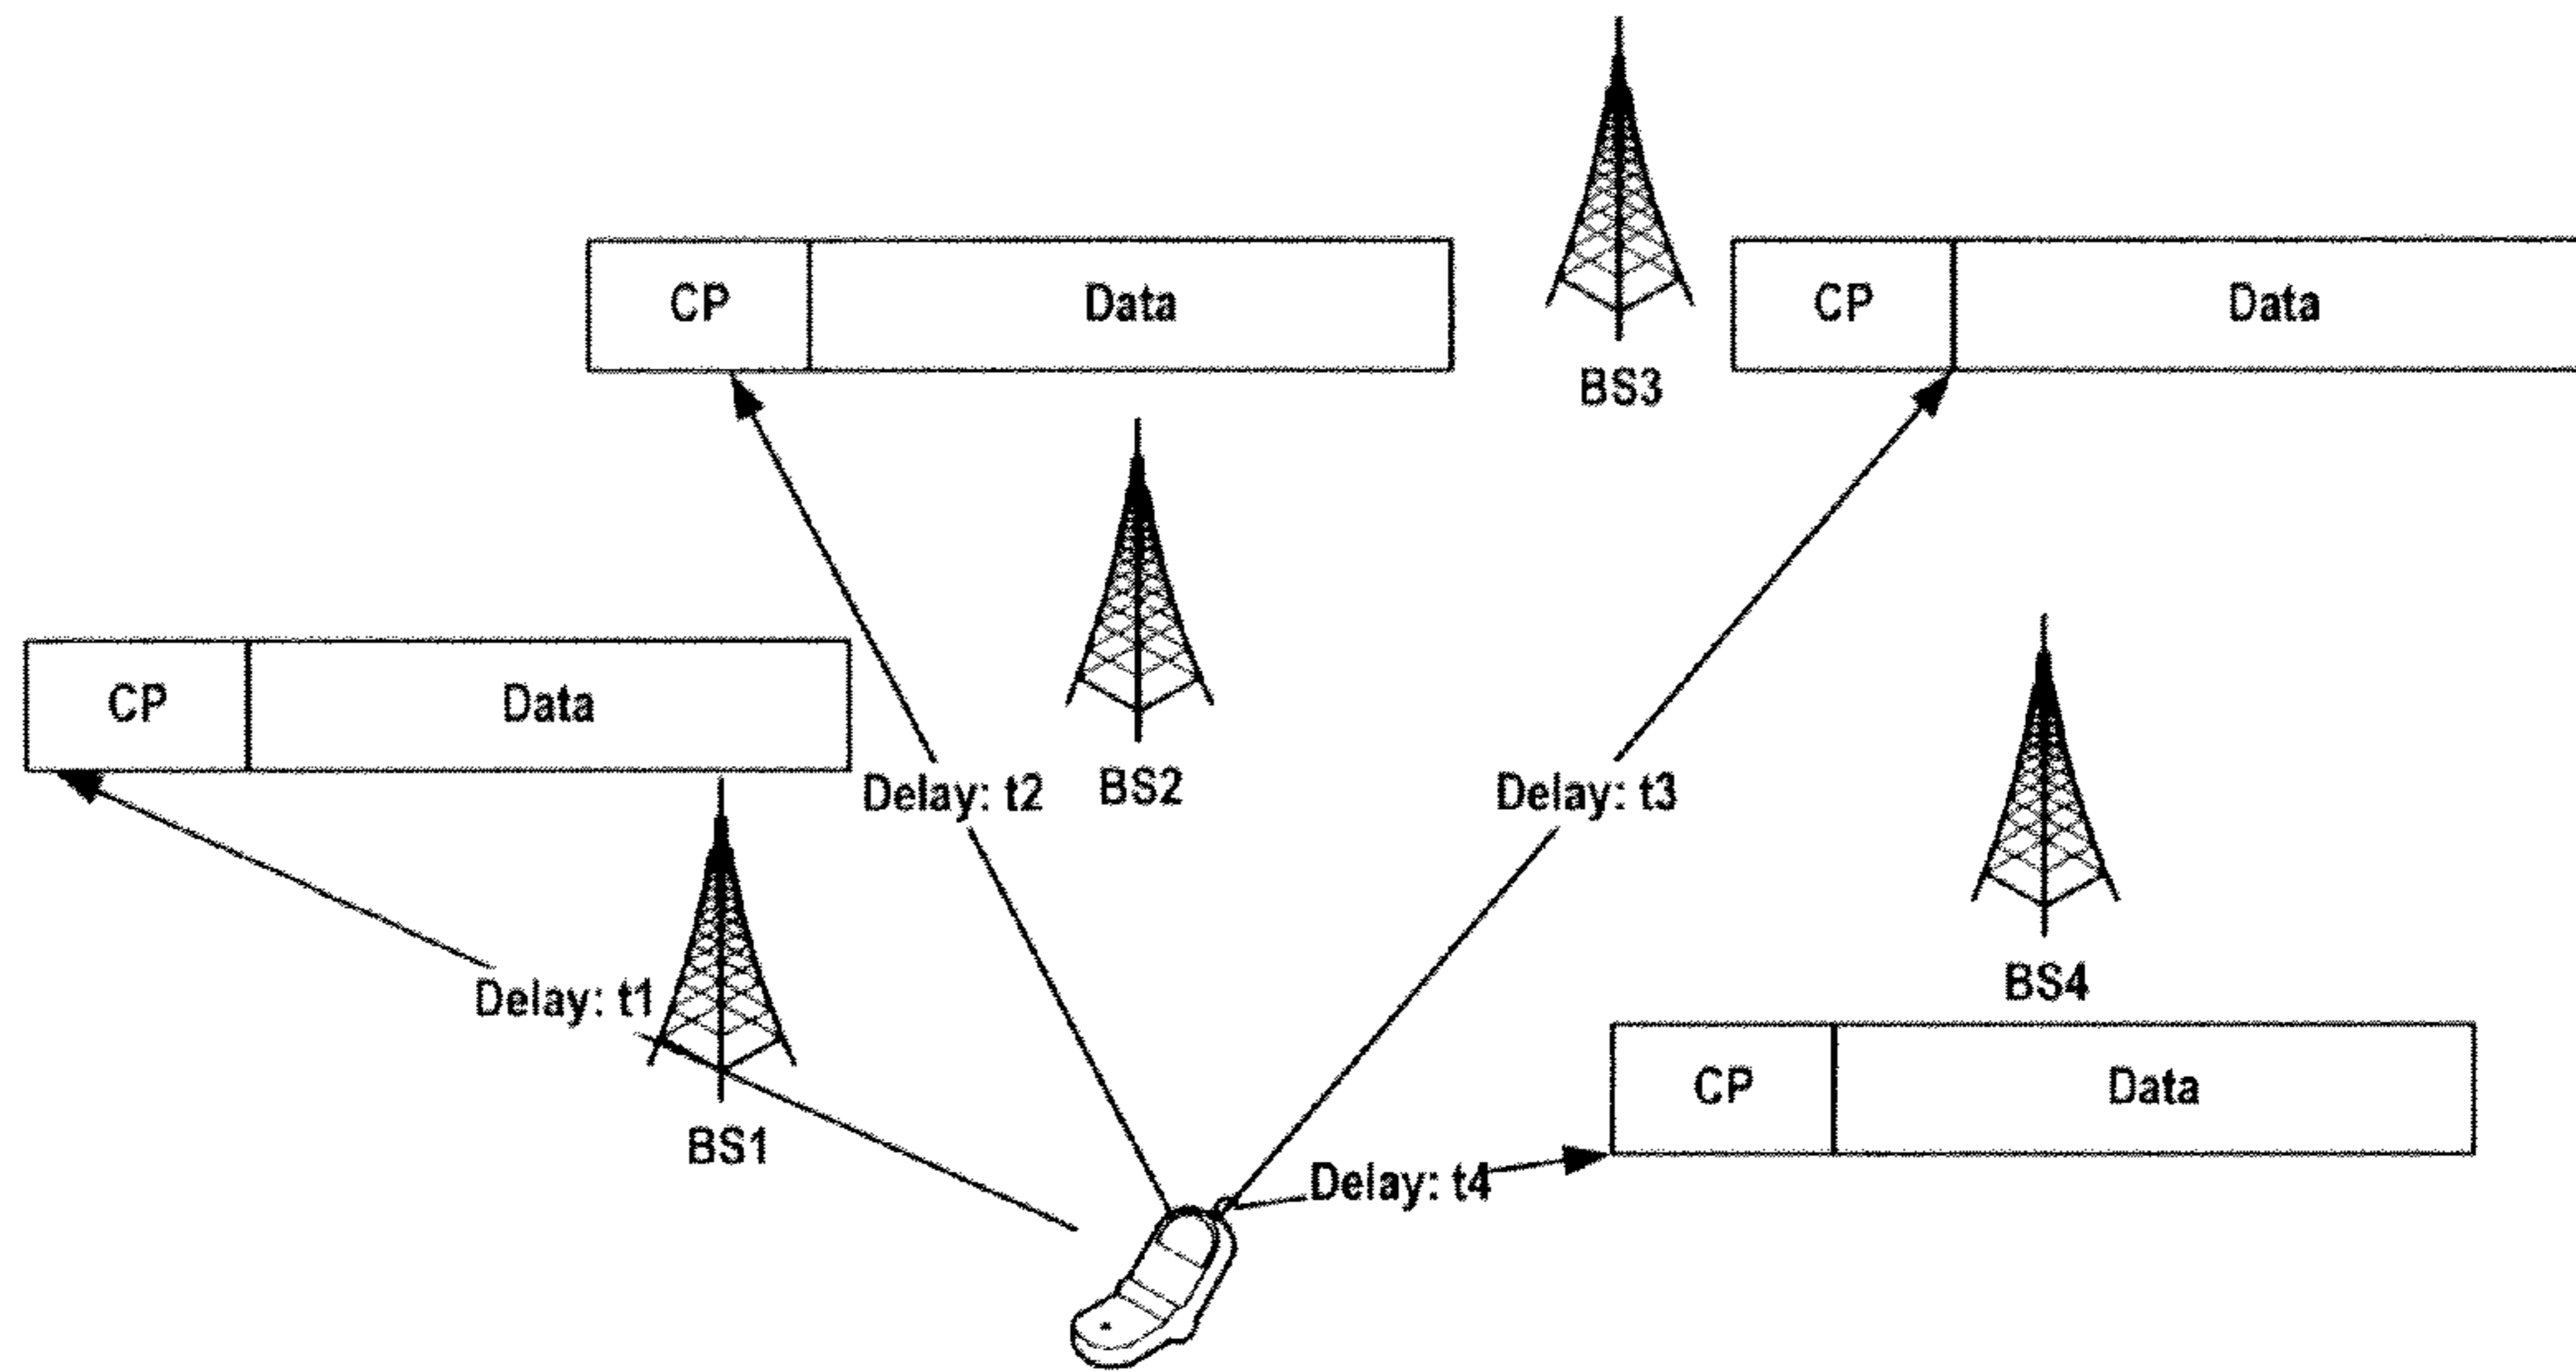 CP
Data
CP
Data
BS3
CP
Data
Delay: t2
BS2
Delay: t3
Delay: t1
BS4
BS1
CP
Data
Delay: t4